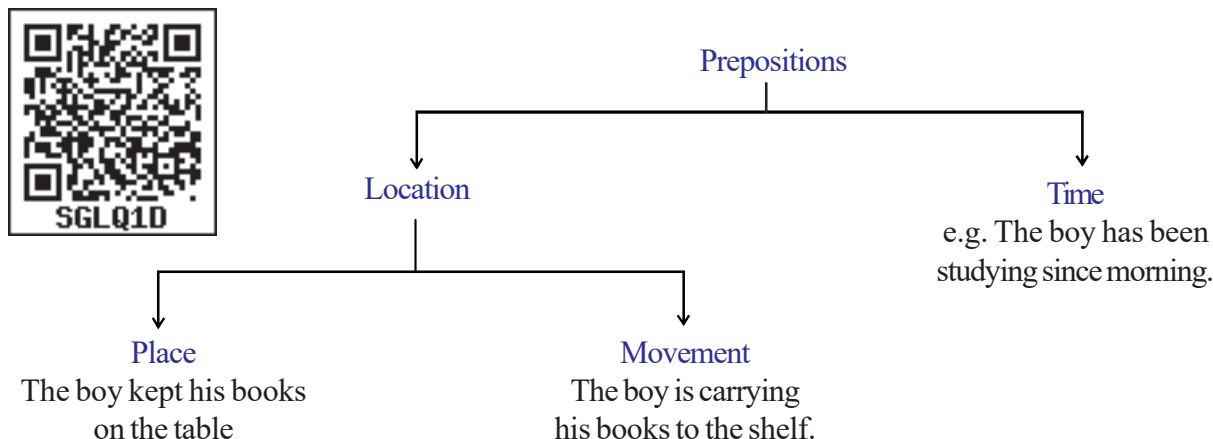 Prepositions
SGLQ1D
Location
Time
e.g. The boy has been
studying since morning.
Place
The boy kept his books
on the table
Movement
The boy is carrying
his books to the shelf.